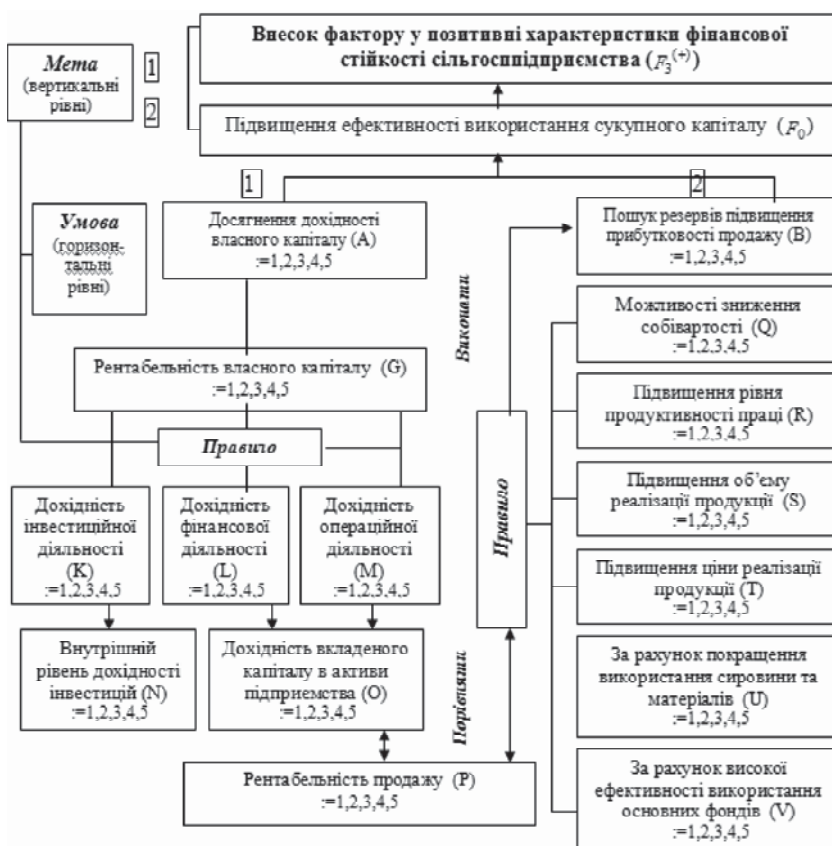 Внесок фактору у позитивні характеристики фінансової
стійкості сільгосппідприємства (F₃⁽⁺⁾)
Мета
(вертикальні
рівні)
1
2
Підвищення ефективності використання сукупного капіталу (F₀)
1
2
Умова
(горизон-
тальні
рівні)
Досягнення дохідності
власного капіталу (А)
:=1,2,3,4,5
Пошук резервів підвищення
прибутковості продажу (В)
:=1,2,3,4,5
Виконати
Можливості зниження
собівартості (Q)
:=1,2,3,4,5
Рентабельність власного капіталу (G)
:=1,2,3,4,5
Підвищення рівня
продуктивності праці (R)
:=1,2,3,4,5
Правило
Правило
Дохідність
інвестиційної
діяльності
(K)
:=1,2,3,4,5
Дохідність
фінансової
діяльності
(L)
:=1,2,3,4,5
Дохідність
операційної
діяльності
(M)
:=1,2,3,4,5
Підвищення об’єму
реалізації продукції (S)
:=1,2,3,4,5
Підвищення ціни реалізації
продукції (T)
:=1,2,3,4,5
Внутрішній
рівень дохідності
інвестицій (N)
:=1,2,3,4,5
Дохідність вкладеного
капіталу в активи
підприємства (O)
:=1,2,3,4,5
Порівняти
За рахунок покращення
використання сировини та
матеріалів (U)
:=1,2,3,4,5
Рентабельність продажу (P)
:=1,2,3,4,5
За рахунок високої
ефективності використання
основних фондів (V)
:=1,2,3,4,5